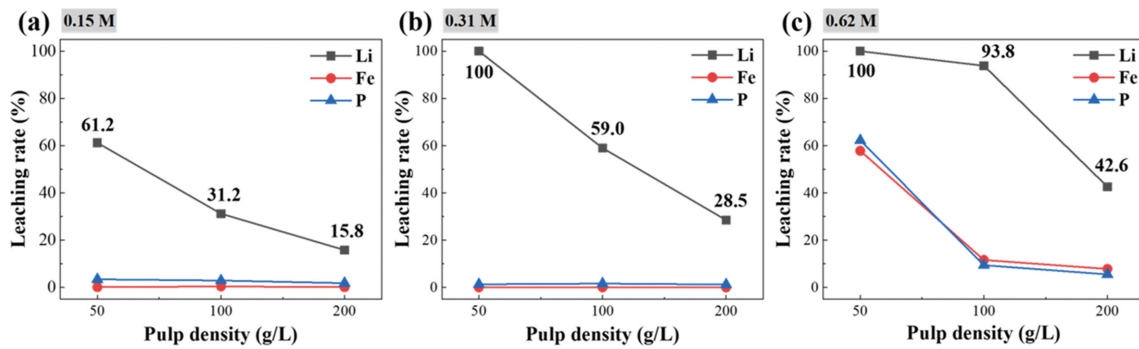 (a) 0.15 M
Leaching rate (%)
100
80
60
40
20
0
Li
Fe
P
61.2
31.2
15.8
50
100
200
Pulp density (g/L)
(b) 0.31 M
Leaching rate (%)
100
80
60
40
20
0
Li
Fe
P
100
59.0
28.5
50
100
200
Pulp density (g/L)
(c) 0.62 M
Leaching rate (%)
100
80
60
40
20
0
Li
Fe
P
100
93.8
42.6
50
100
200
Pulp density (g/L)